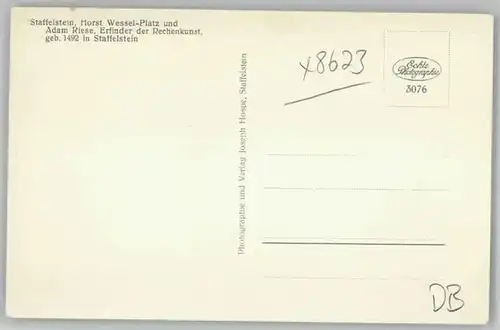 Staffelstein, Horst Wessel-Platz und
Adam Riese, Erfinder der Rechenkunst,
geb. 1492 in Staffelstein
x8623
Echte
Photographie
3076
Photographie und Verlag Joseph Hospe, Staffelstein
DB